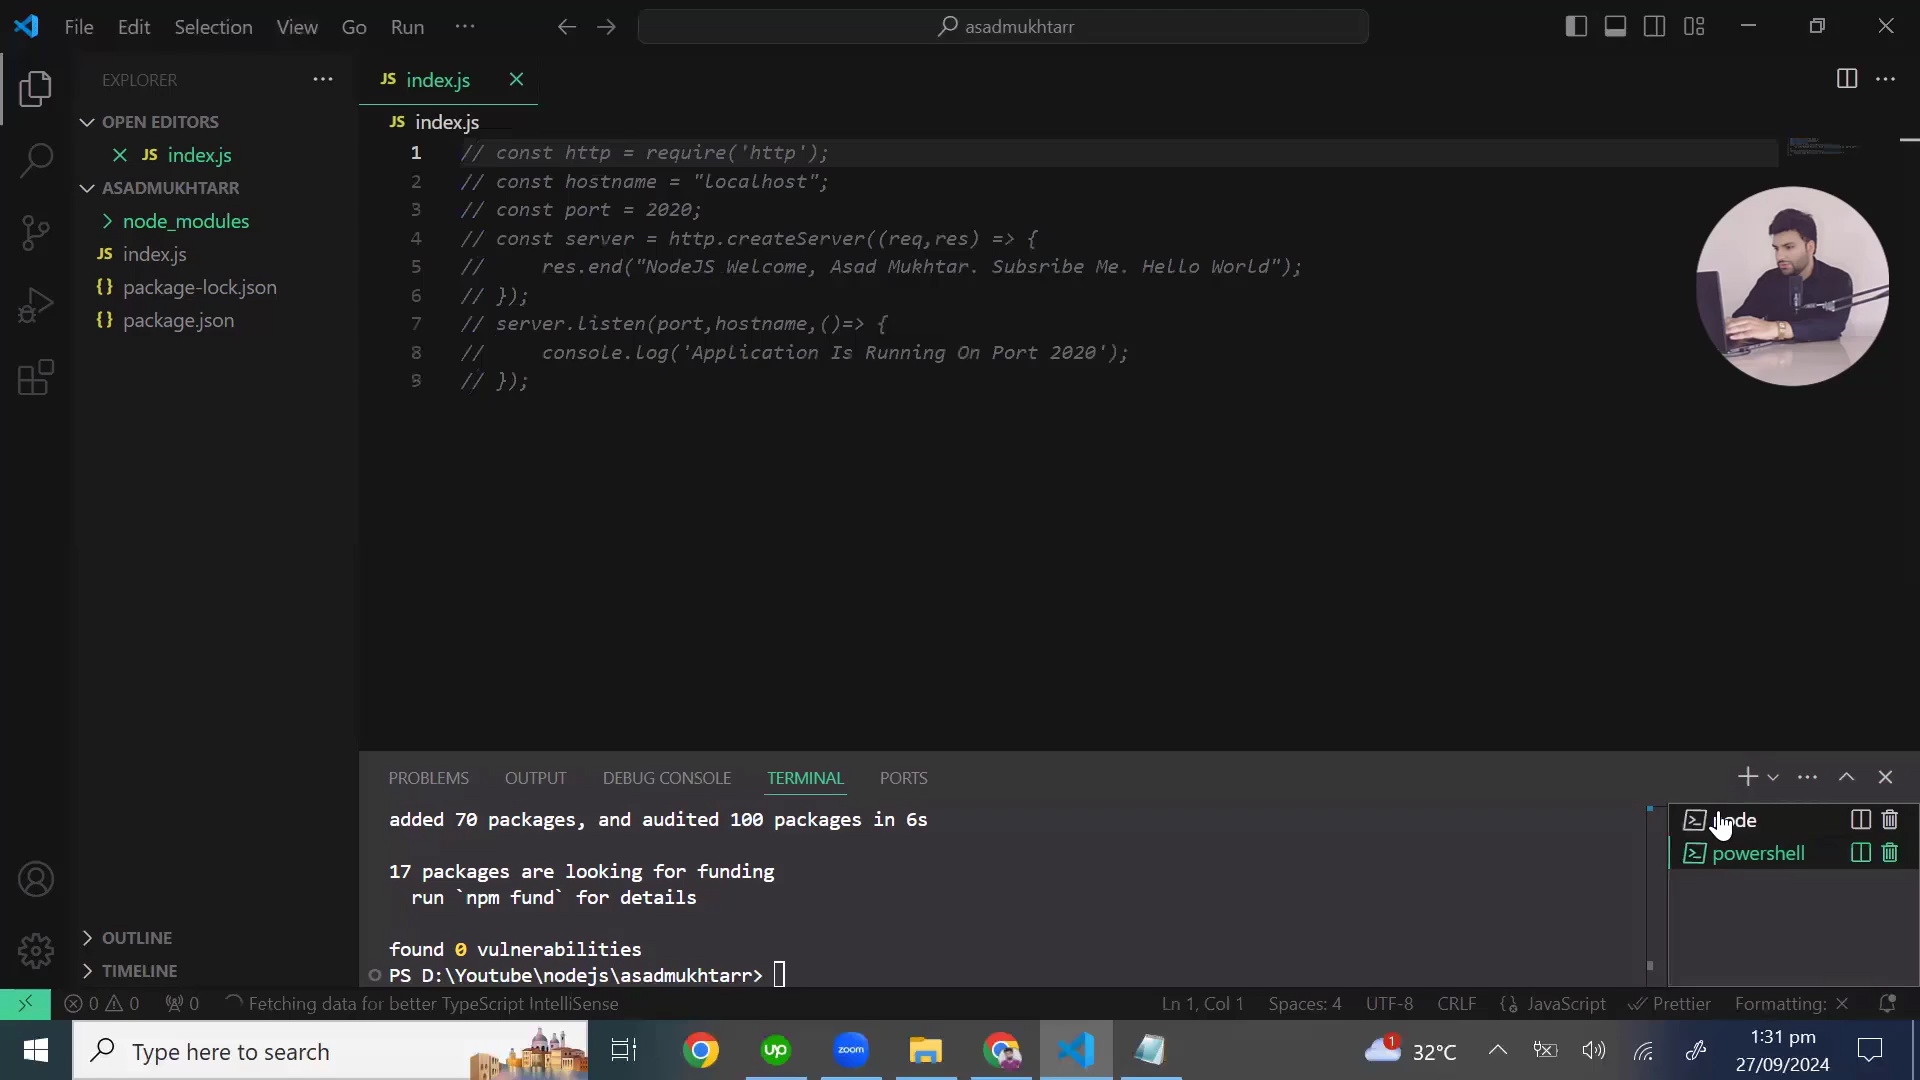 File Edit Selection View Go Run ···
asadmukhtarr
EXPLORER
OPEN EDITORS
JS index.js
ASADMUKHTARR
node_modules
JS index.js
{} package-lock.json
{} package.json
OUTLINE
TIMELINE
JS index.js
JS index.js
1 // const http = require('http');
2 // const hostname = "localhost";
3 // const port = 2020;
4 // const server = http.createServer((req,res) => {
5 //     res.end("NodeJS Welcome, Asad Mukhtar. Subsribe Me. Hello World");
6 // });
7 // server.listen(port,hostname,()=> {
8 //     console.log('Application Is Running On Port 2020');
9 // });
PROBLEMS OUTPUT DEBUG CONSOLE TERMINAL PORTS
added 70 packages, and audited 100 packages in 6s
17 packages are looking for funding
run `npm fund` for details
found 0 vulnerabilities
PS D:\Youtube\nodejs\asadmukhtarr>
node
powershell
0 0 0 Fetching data for better TypeScript IntelliSense Ln 1, Col 1 Spaces: 4 UTF-8 CRLF {} JavaScript Prettier Formatting: ×
Type here to search
up
zoom
1
32°C
1:31 pm
27/09/2024